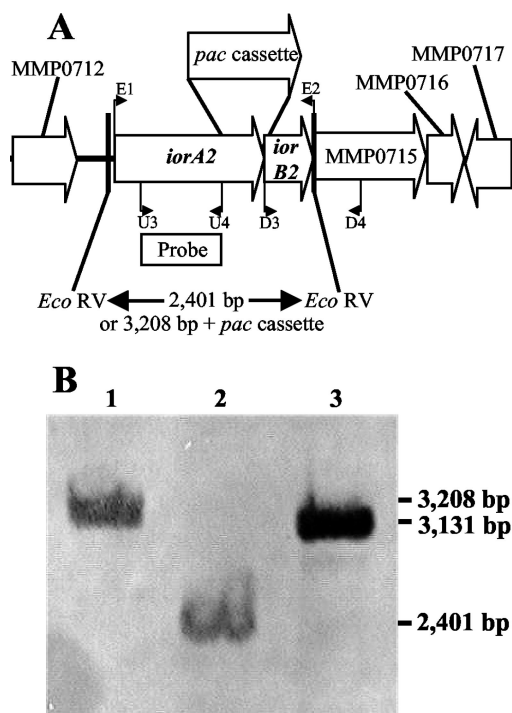 A
pac cassette
MMP0712
MMP0717
MMP0716
E1
E2
iorA2
ior
B2
MMP0715
U3
U4
D3
D4
Probe
Eco RV
2,401 bp
Eco RV
or 3,208 bp + pac cassette
B
1
2
3
3,208 bp
3,131 bp
2,401 bp